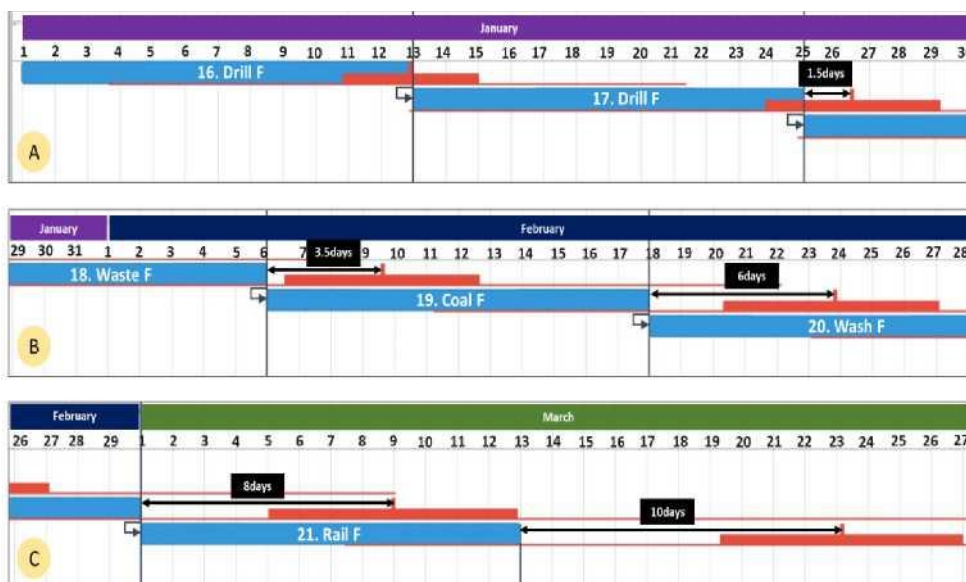 January
1 2 3 4 5 6 7 8 9 10 11 12 13 14 15 16 17 18 19 20 21 22 23 24 25 26 27 28 29 30
1.5days
16. Drill F
17. Drill F
A
January February
29 30 31 1 2 3 4 5 6 7 9 10 11 12 13 14 15 16 17 18 19 20 21 22 23 24 25 26 27 28
3.5days
18. Waste F 6days
19. Coal F
20. Wash F
B
February March
26 27 28 29 1 2 3 4 5 6 7 8 9 10 11 12 13 14 15 16 17 18 19 20 21 22 23 24 25 26 27
8days
10days
21. Rail F
C